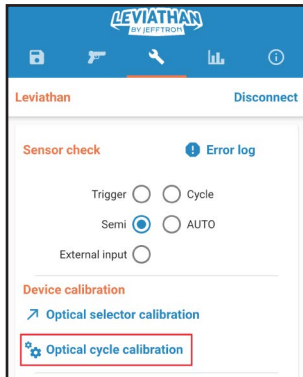 LEVIATHAN
BY JEFFTRON
Leviathan Disconnect
Sensor check Error log
Trigger Cycle
Semi AUTO
External input
Device calibration
Optical selector calibration
Optical cycle calibration